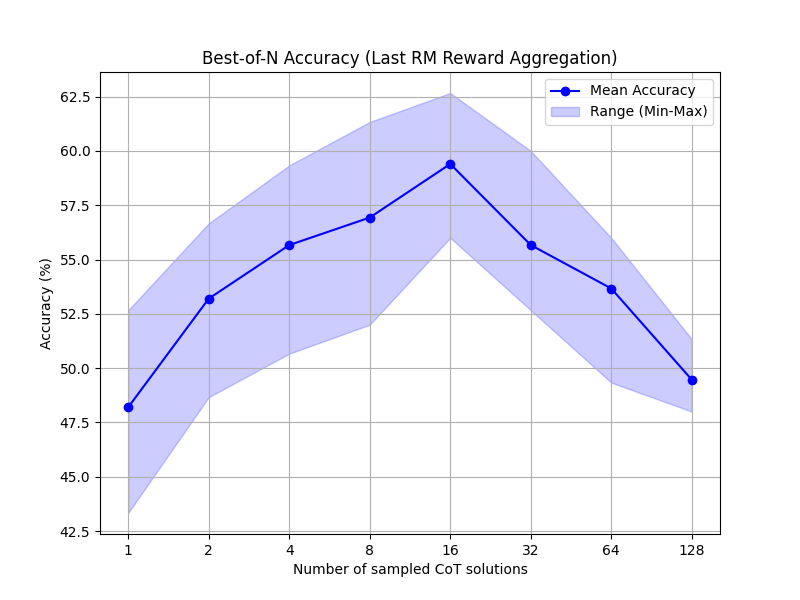 Best-of-N Accuracy (Last RM Reward Aggregation)
Mean Accuracy
Range (Min-Max)
Accuracy (%)
62.5
60.0
57.5
55.0
52.5
50.0
47.5
45.0
42.5
1 2 4 8 16 32 64 128
Number of sampled CoT solutions